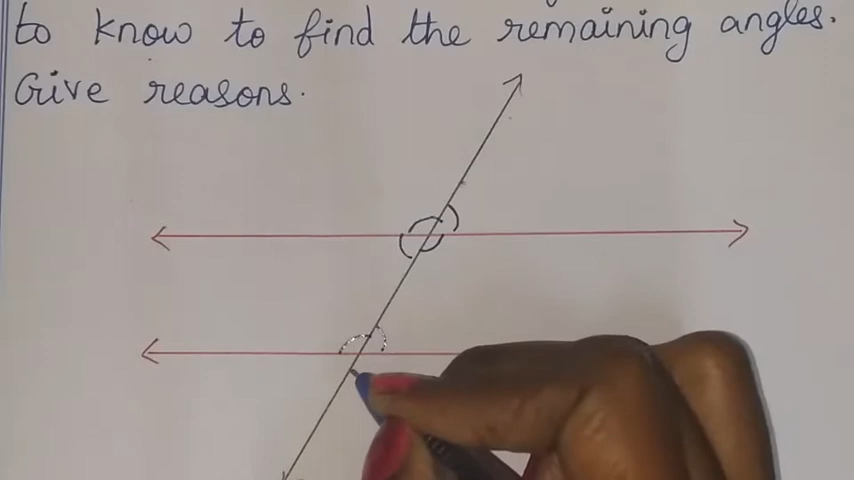 to know to find the remaining angles.
Give reasons.